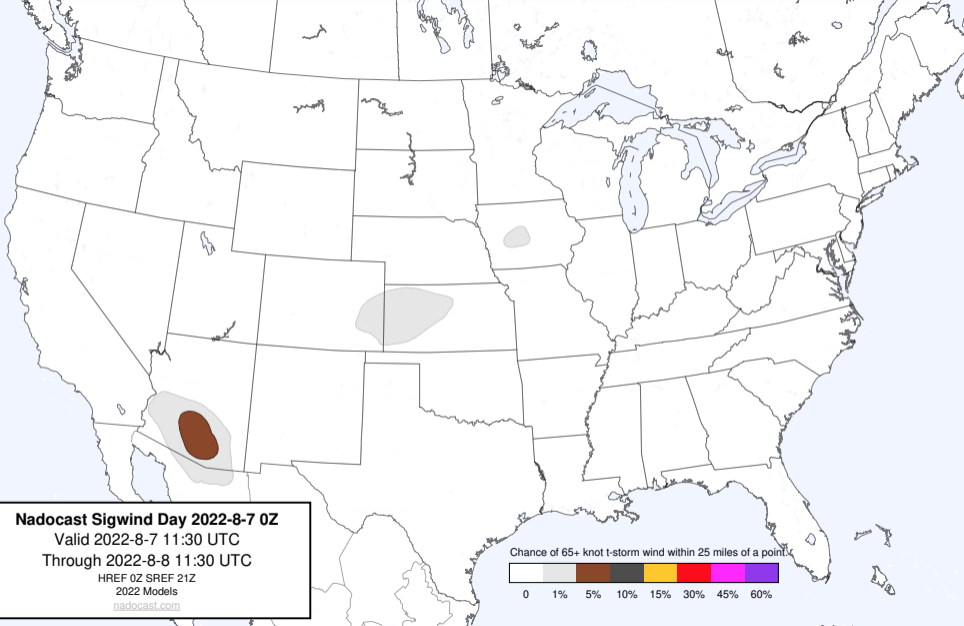 Nadocast Sigwind Day 2022-8-7 0Z
Valid 2022-8-7 11:30 UTC
Through 2022-8-8 11:30 UTC
HREF 0Z SREF 21Z
2022 Models
nadocast.com
Chance of 65+ knot t-storm wind within 25 miles of a point.
0 1% 5% 10% 15% 30% 45% 60%